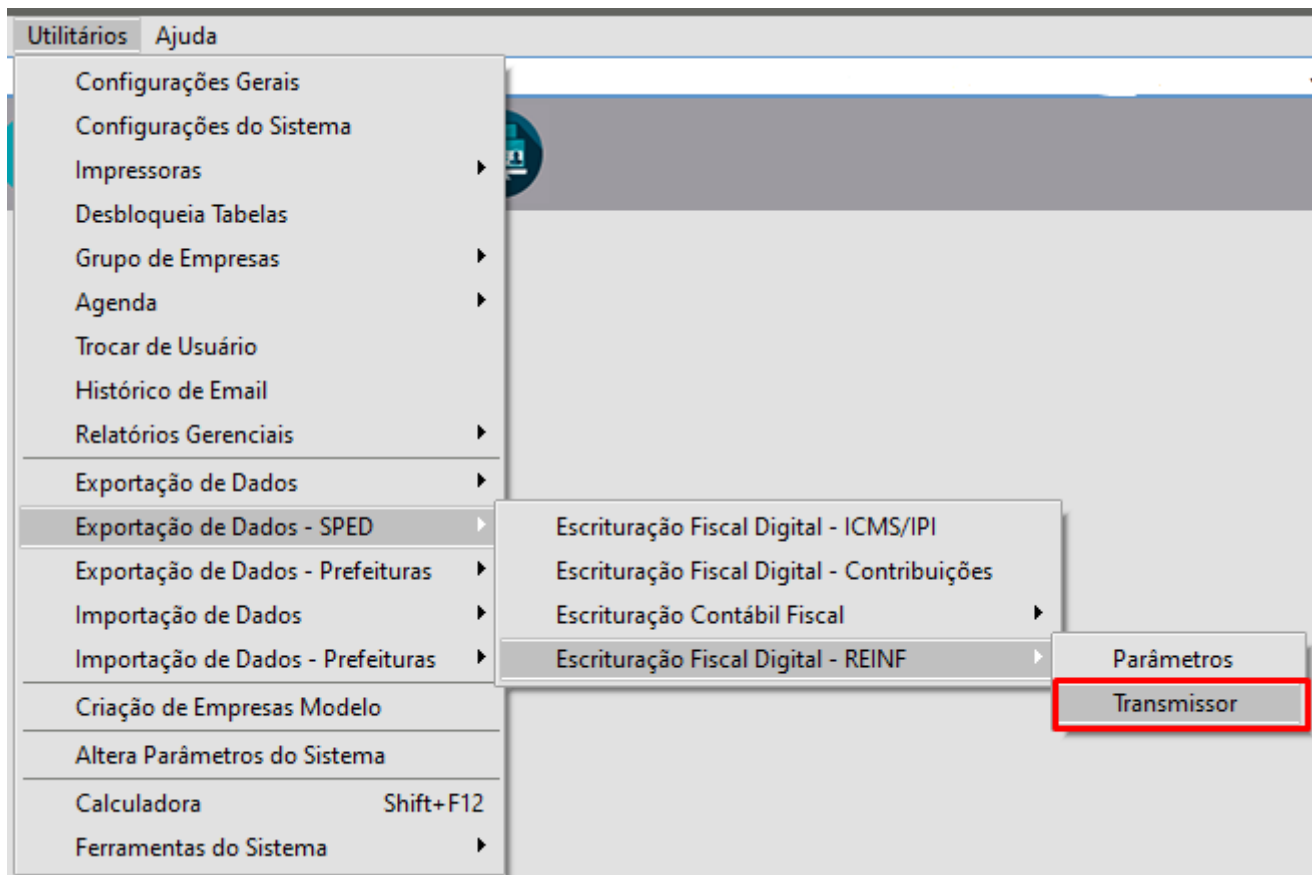 Utilitários Ajuda
Configurações Gerais
Configurações do Sistema
Impressoras
Desbloqueia Tabelas
Grupo de Empresas
Agenda
Trocar de Usuário
Histórico de Email
Relatórios Gerenciais
Exportação de Dados
Exportação de Dados - SPED
Exportação de Dados - Prefeituras
Importação de Dados
Importação de Dados - Prefeituras
Criação de Empresas Modelo
Altera Parâmetros do Sistema
Calculadora Shift+F12
Ferramentas do Sistema
Escrituração Fiscal Digital - ICMS/IPI
Escrituração Fiscal Digital - Contribuições
Escrituração Contábil Fiscal
Escrituração Fiscal Digital - REINF
Parâmetros
Transmissor